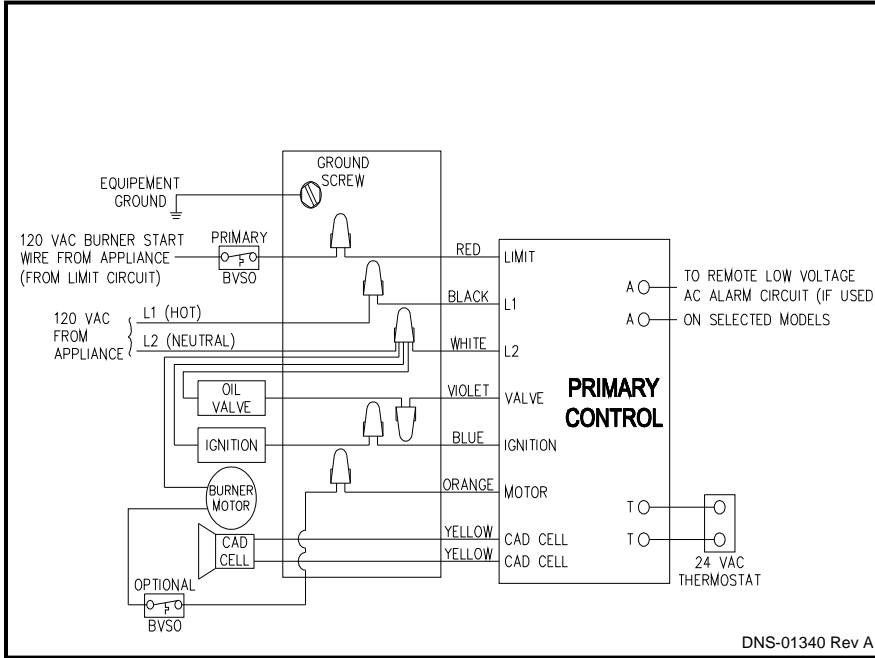 GROUND
SCREW
EQUIPEMENT
GROUND
120 VAC BURNER START
WIRE FROM APPLIANCE
(FROM LIMIT CIRCUIT)
PRIMARY
BVSO
RED
LIMIT
BLACK
L1
120 VAC
FROM
APPLIANCE
L1 (HOT)
L2 (NEUTRAL)
WHITE
L2
OIL
VALVE
VIOLET
VALVE
IGNITION
BLUE
IGNITION
BURNER
MOTOR
ORANGE
MOTOR
CAD
CELL
YELLOW
CAD CELL
YELLOW
CAD CELL
OPTIONAL
BVSO
PRIMARY
CONTROL
A
TO REMOTE LOW VOLTAGE
AC ALARM CIRCUIT (IF USED
A
ON SELECTED MODELS
T
T
24 VAC
THERMOSTAT
DNS-01340 Rev A